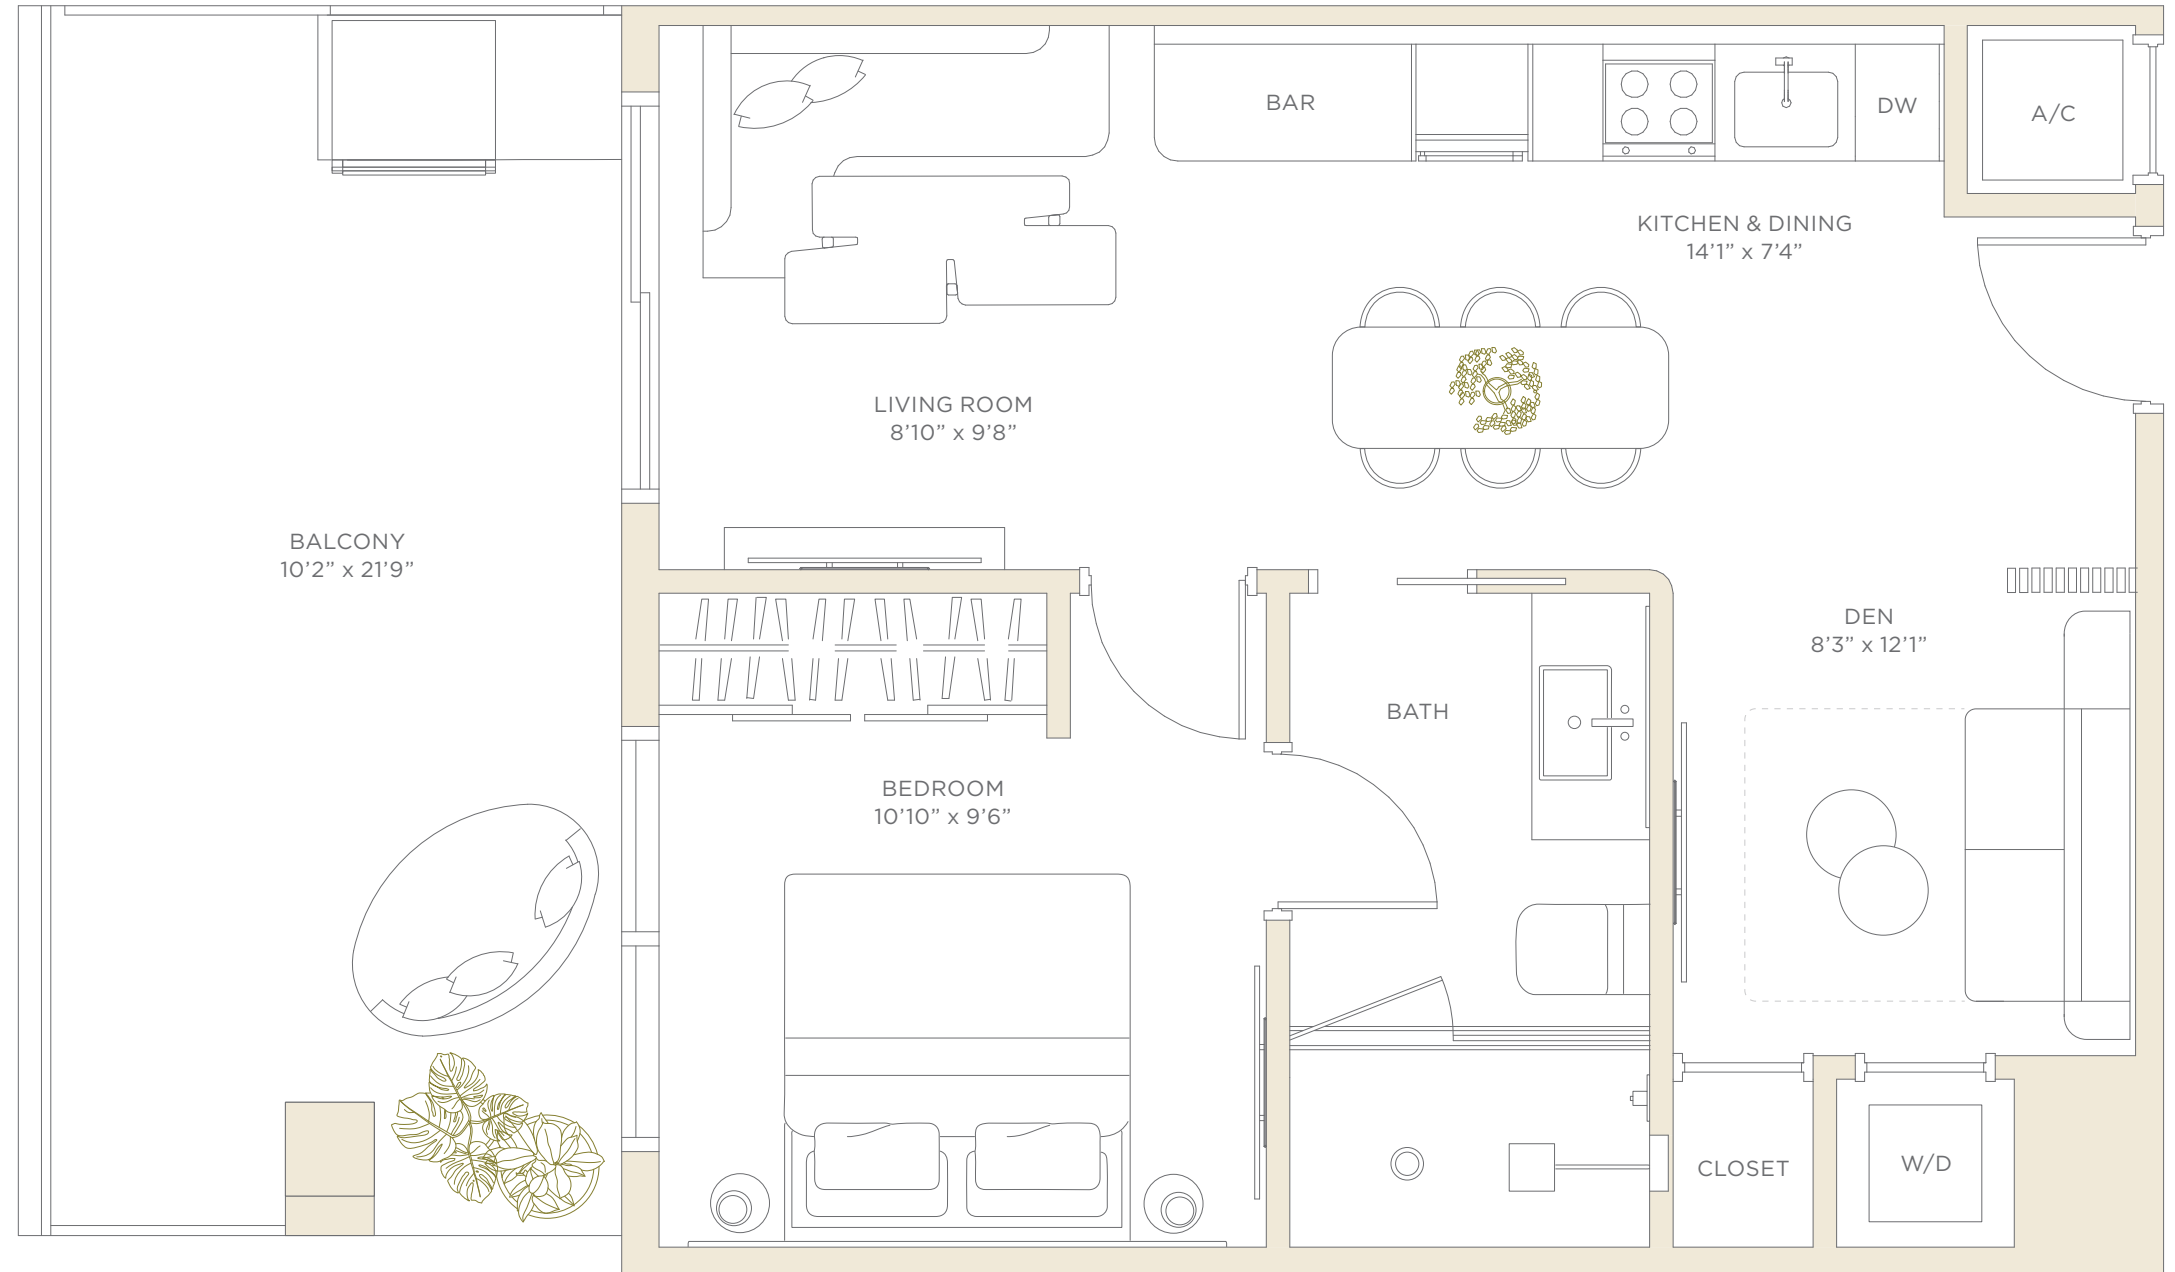 BAR
DW
A/C
KITCHEN & DINING
14’1” x 7’4”
LIVING ROOM
8’10” x 9’8”
BALCONY
10’2” x 21’9”
DEN
8’3” x 12’1”
BATH
BEDROOM
10’10” x 9’6”
CLOSET
W/D